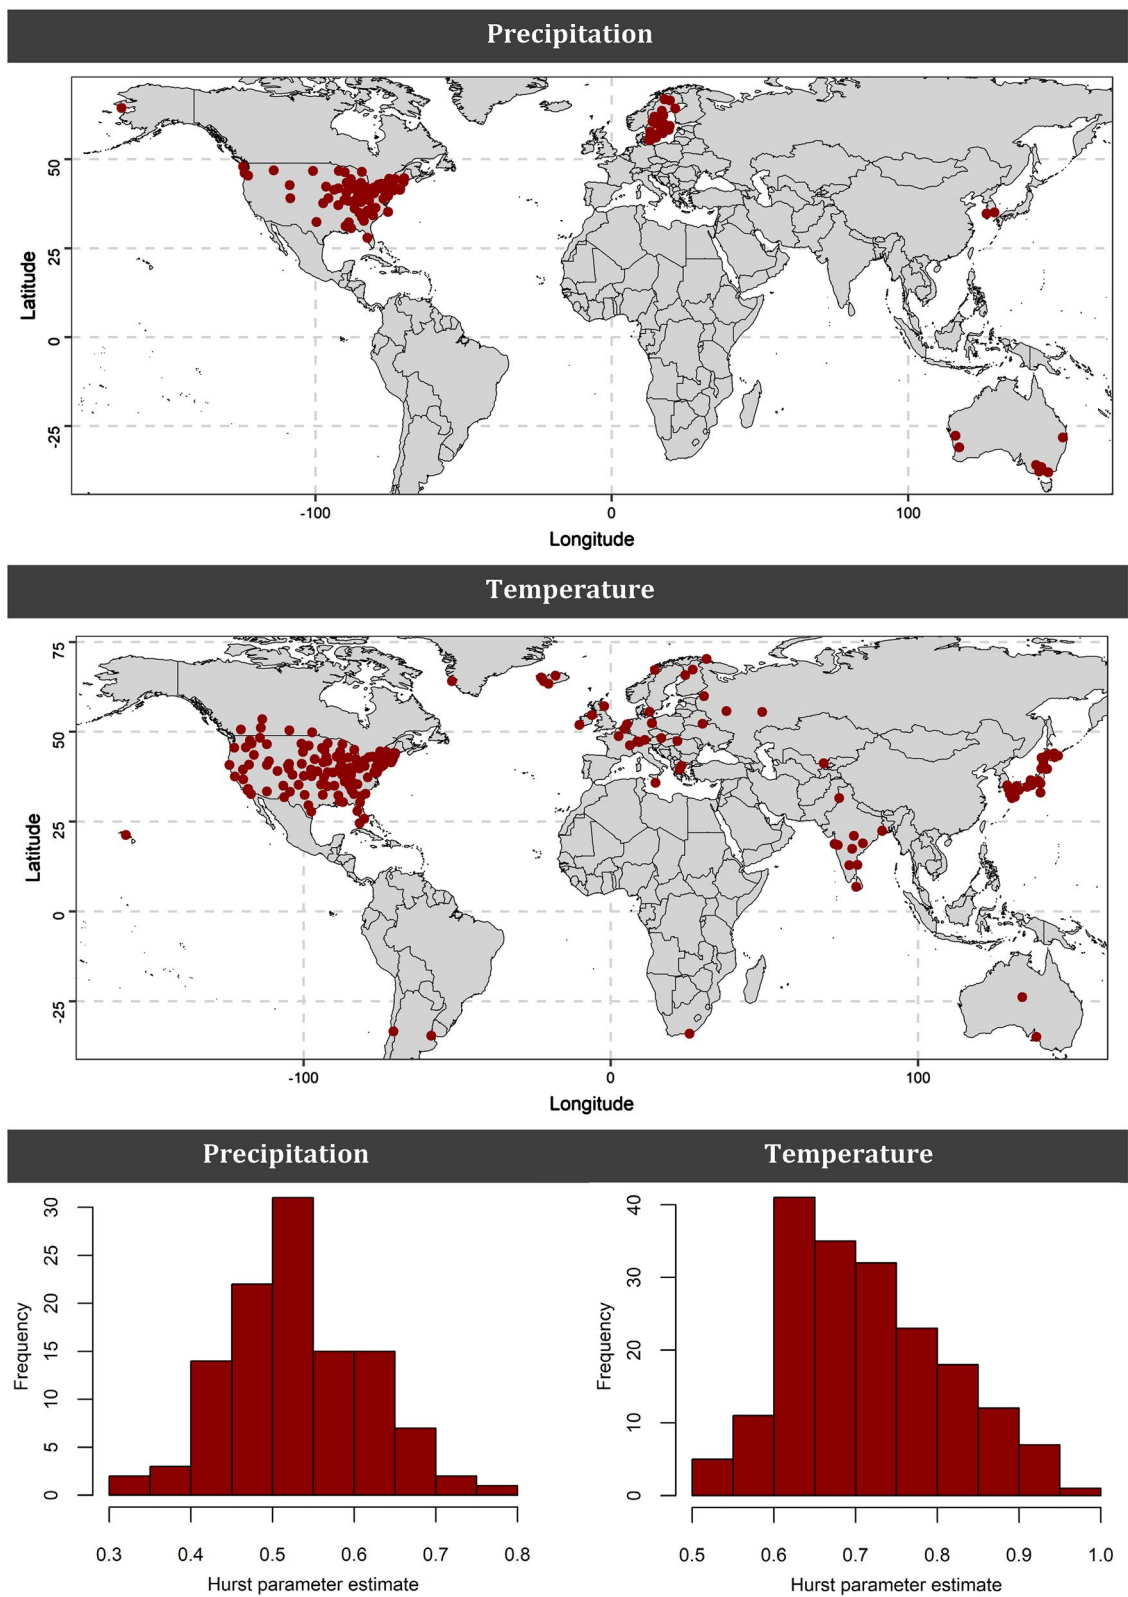 Precipitation
50
25
0
-25
Latitude
-100 0 100
Longitude
Temperature
75
50
25
0
-25
Latitude
-100 0 100
Longitude
Precipitation
30
25
20
15
10
5
0
Frequency
0.3 0.4 0.5 0.6 0.7 0.8
Hurst parameter estimate
Temperature
40
30
20
10
0
Frequency
0.5 0.6 0.7 0.8 0.9 1.0
Hurst parameter estimate